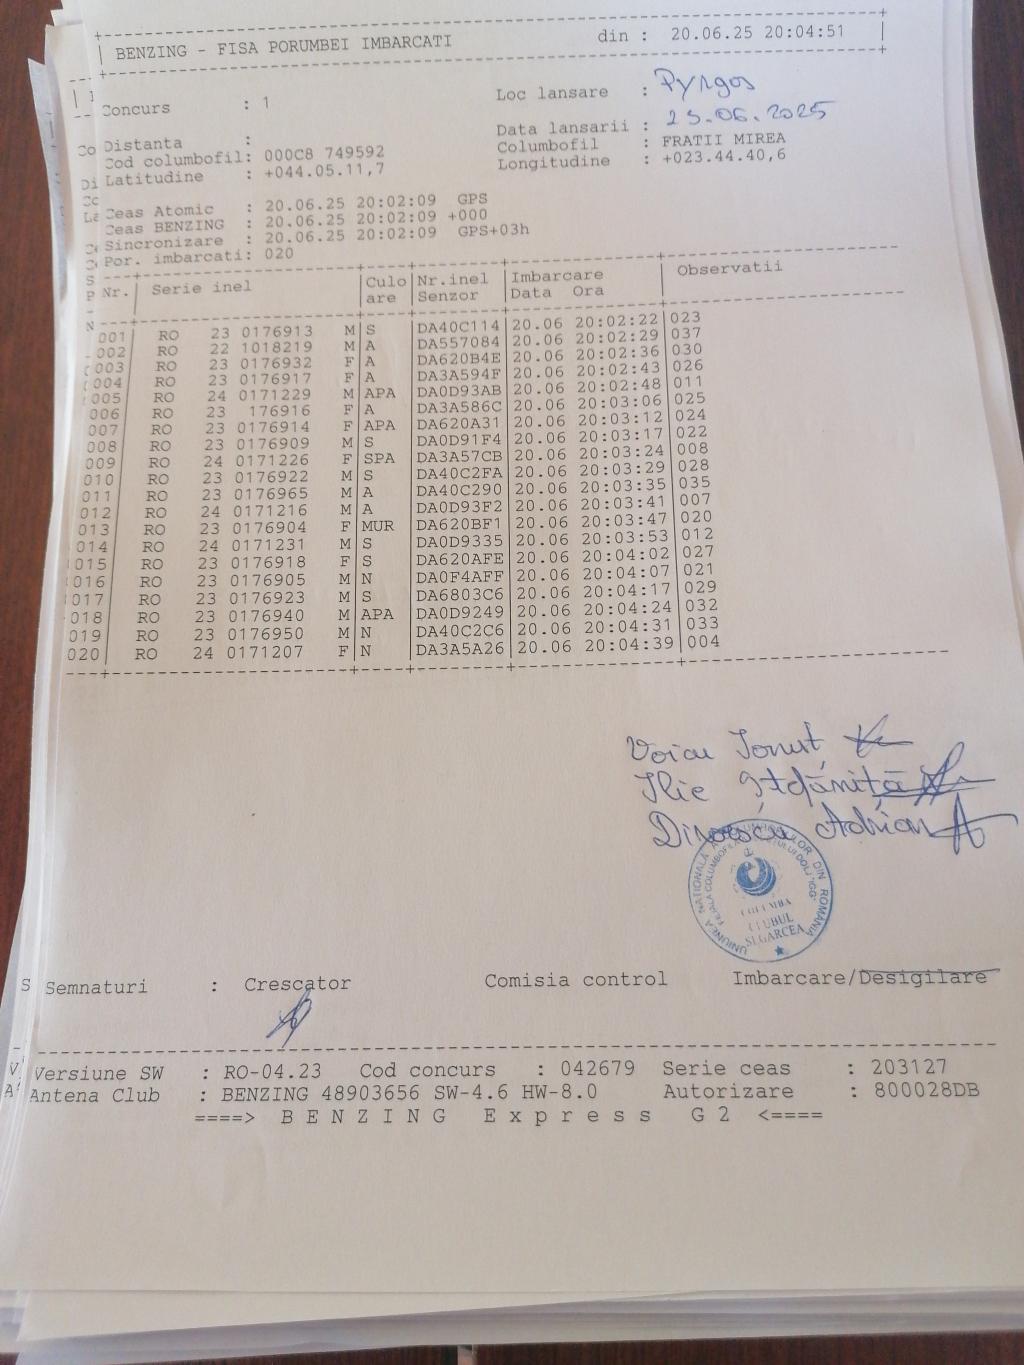 BENZING - FISA PORUMBEI IMBARCATI din : 20.06.25 20:04:51
Concurs : 1 Loc lansare : Pyrgos
Distanta : Data lansarii : 23.06.2025
Cod columbofil: 000C8 749592 Columbofil : FRATII MIREA
Latitudine : +044.05.11,7 Longitudine : +023.44.40,6
Ceas Atomic : 20.06.25 20:02:09 GPS
Ceas BENZING : 20.06.25 20:02:09 +000
Sincronizare : 20.06.25 20:02:09 GPS+03h
Por. imbarcati: 020
Nr. Serie inel Culo Nr.inel Imbarcare Observatii
are Senzor Data Ora
001 RO 23 0176913 M S DA40C114 20.06 20:02:22 023
002 RO 22 1018219 M A DA557084 20.06 20:02:29 037
003 RO 23 0176932 F A DA620B4E 20.06 20:02:36 030
004 RO 23 0176917 F A DA3A594F 20.06 20:02:43 026
005 RO 24 0171229 M APA DA0D93AB 20.06 20:02:48 011
006 RO 23 176916 F A DA3A586C 20.06 20:03:06 025
007 RO 23 0176914 F APA DA620A31 20.06 20:03:12 024
008 RO 23 0176909 M S DA0D91F4 20.06 20:03:17 022
009 RO 24 0171226 F SPA DA3A57CB 20.06 20:03:24 008
010 RO 23 0176922 M S DA40C2FA 20.06 20:03:29 028
011 RO 23 0176965 M A DA40C290 20.06 20:03:35 035
012 RO 24 0171216 M A DA0D93F2 20.06 20:03:41 007
013 RO 23 0176904 F MUR DA620BF1 20.06 20:03:47 020
014 RO 24 0171231 M S DA0D9335 20.06 20:03:53 012
015 RO 23 0176918 F S DA620AFE 20.06 20:04:02 027
016 RO 23 0176905 M N DA0F4AFF 20.06 20:04:07 021
017 RO 23 0176923 M S DA6803C6 20.06 20:04:17 029
018 RO 23 0176940 M APA DA0D9249 20.06 20:04:24 032
019 RO 23 0176950 M N DA40C2C6 20.06 20:04:31 033
020 RO 24 0171207 F N DA3A5A26 20.06 20:04:39 004
Voicu Ionuț
Ilie Ștefăniță
Adrian
UNIUNEA NATIONALA A COLUMBOFILILOR DIN ROMÂNIA
COLUMBA
CLUBUL
SEGARCEA
Semnaturi : Crescator Comisia control Imbarcare/Desigilare
Versiune SW : RO-04.23 Cod concurs : 042679 Serie ceas : 203127
Antena Club : BENZING 48903656 SW-4.6 HW-8.0 Autorizare : 800028DB
====> B E N Z I N G E x p r e s s G 2 <====